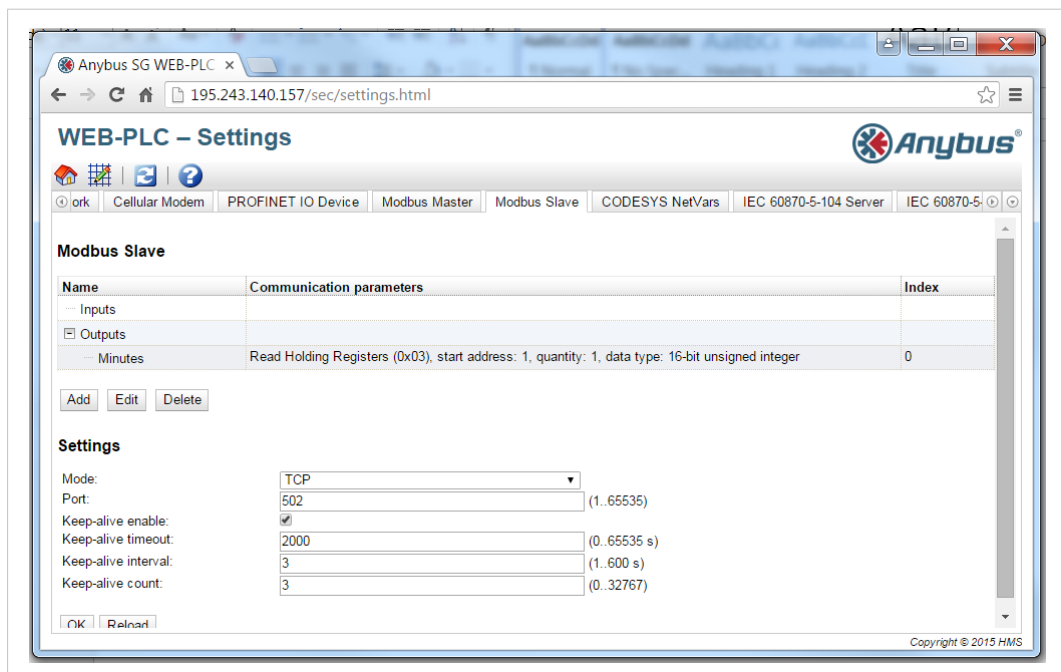 Anybus SG WEB-PLC ×
195.243.140.157/sec/settings.html
WEB-PLC – Settings
Anybus®
ork Cellular Modem PROFINET IO Device Modbus Master Modbus Slave CODESYS NetVars IEC 60870-5-104 Server IEC 60870-5-
Modbus Slave
Name Communication parameters Index
Inputs
Outputs
Minutes Read Holding Registers (0x03), start address: 1, quantity: 1, data type: 16-bit unsigned integer 0
Add Edit Delete
Settings
Mode: TCP
Port: 502 (1..65535)
Keep-alive enable:
Keep-alive timeout: 2000 (0..65535 s)
Keep-alive interval: 3 (1..600 s)
Keep-alive count: 3 (0..32767)
OK Reload
Copyright © 2015 HMS